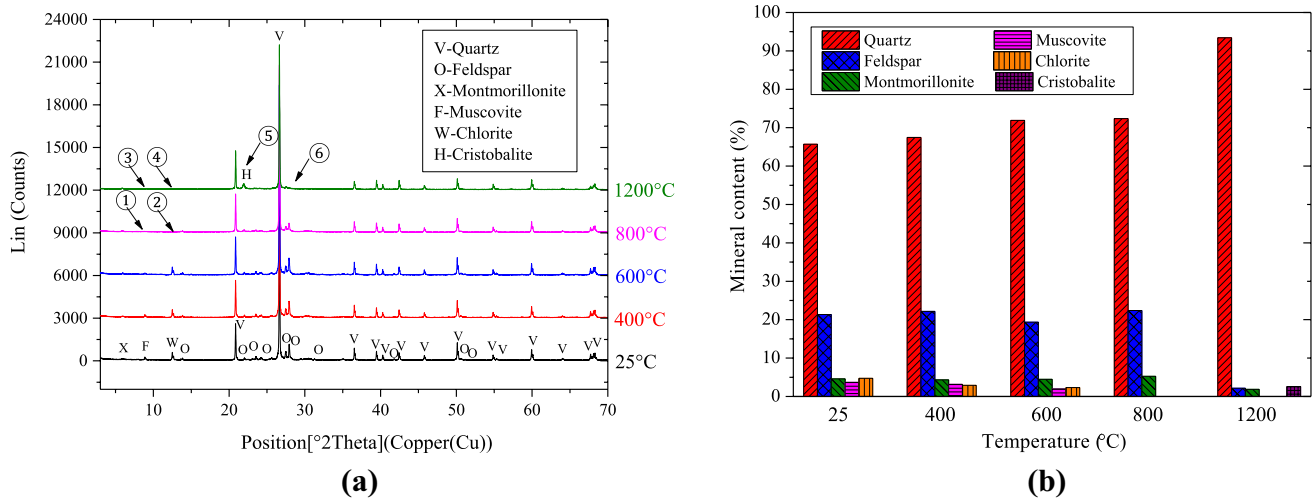 24000
21000
18000
15000
12000
9000
6000
3000
0
Lin (Counts)
V
V-Quartz
O-Feldspar
X-Montmorillonite
F-Muscovite
W-Chlorite
H-Cristobalite
③ ④ ⑤ ⑥
H
1200°C
① ②
800°C
600°C
400°C
V
X F W O O O O O O O V V V O V V V O O V V V V V V
25°C
10 20 30 40 50 60 70
Position[°2Theta](Copper(Cu))
(a)
100
90
80
70
60
50
40
30
20
10
0
Mineral content (%)
Quartz
Feldspar
Montmorillonite
Muscovite
Chlorite
Cristobalite
25 400 600 800 1200
Temperature (°C)
(b)